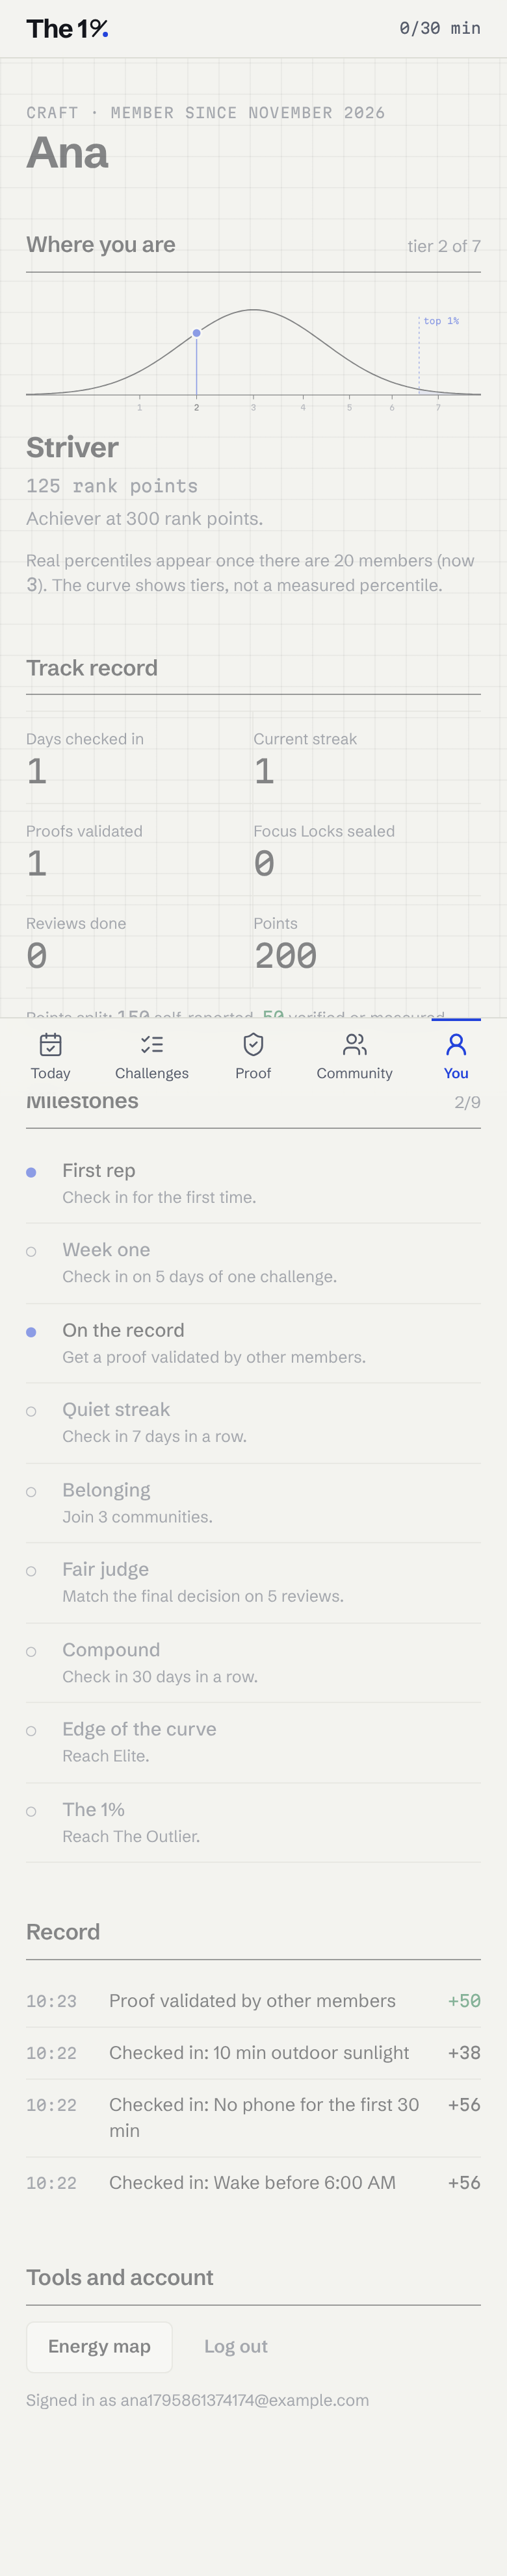 The 1%.
0/30 min
CRAFT · MEMBER SINCE NOVEMBER 2026
Ana
Where you are
tier 2 of 7
top 1%
1 2 3 4 5 6 7
Striver
125 rank points
Achiever at 300 rank points.
Real percentiles appear once there are 20 members (now
3). The curve shows tiers, not a measured percentile.
Track record
Days checked in
1
Current streak
1
Proofs validated
1
Focus Locks sealed
0
Reviews done
0
Points
200
Points split: 150 self-reported, 50 verified or measured
Today
Challenges
Proof
Community
You
Milestones
2/9
First rep
Check in for the first time.
Week one
Check in on 5 days of one challenge.
On the record
Get a proof validated by other members.
Quiet streak
Check in 7 days in a row.
Belonging
Join 3 communities.
Fair judge
Match the final decision on 5 reviews.
Compound
Check in 30 days in a row.
Edge of the curve
Reach Elite.
The 1%
Reach The Outlier.
Record
10:23 Proof validated by other members +50
10:22 Checked in: 10 min outdoor sunlight +38
10:22 Checked in: No phone for the first 30 +56
min
10:22 Checked in: Wake before 6:00 AM +56
Tools and account
Energy map
Log out
Signed in as ana1795861374174@example.com